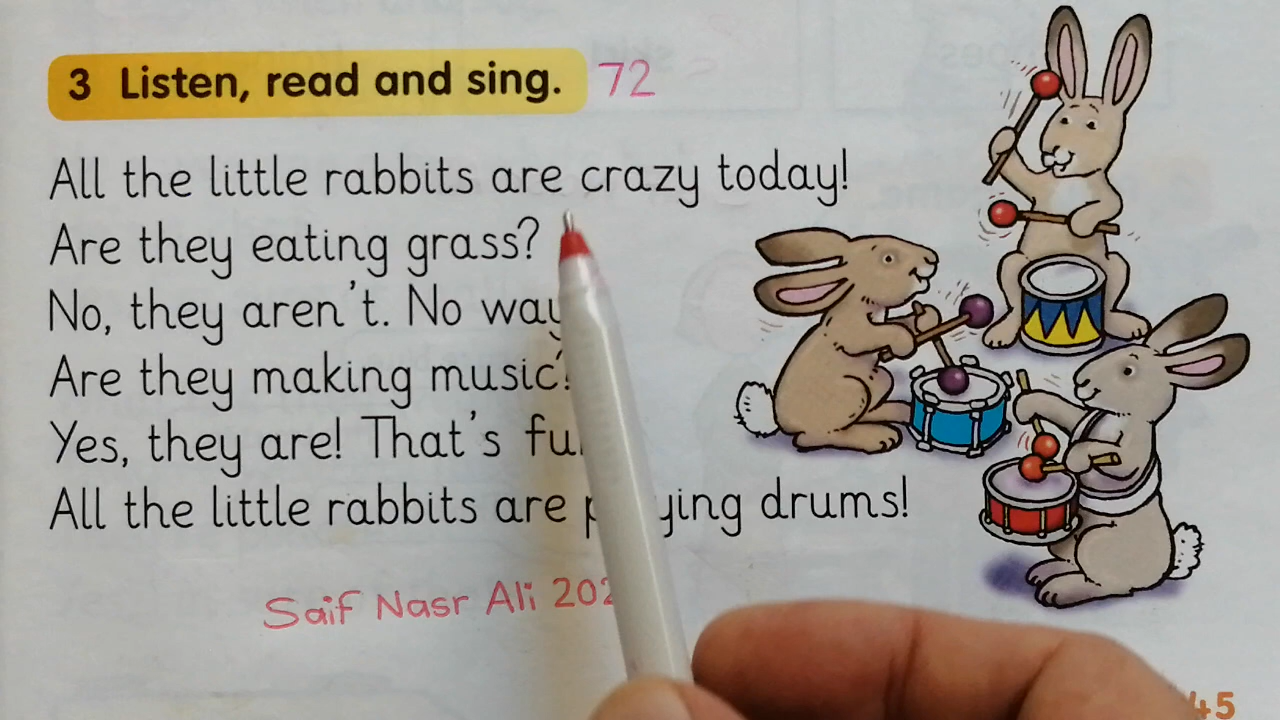 3 Listen, read and sing. 72
All the little rabbits are crazy today!
Are they eating grass?
No, they aren't. No way
Are they making music?
Yes, they are! That's
All the little rabbits are playing drums!
Saif Nasr Ali
45